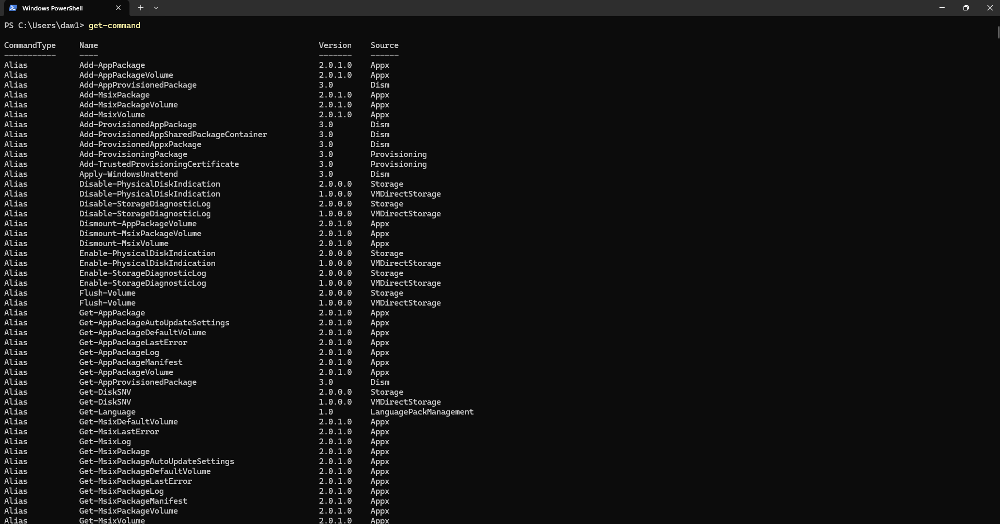 Windows PowerShell
PS C:\Users\daw1> get-command
CommandType     Name                                               Version    Source
-----------     ----                                               -------    ------
Alias           Add-AppPackage                                     2.0.1.0    Appx
Alias           Add-AppPackageVolume                               2.0.1.0    Appx
Alias           Add-AppProvisionedPackage                          3.0        Dism
Alias           Add-MsixPackage                                    2.0.1.0    Appx
Alias           Add-MsixPackageVolume                              2.0.1.0    Appx
Alias           Add-MsixVolume                                     2.0.1.0    Appx
Alias           Add-ProvisionedAppPackage                          3.0        Dism
Alias           Add-ProvisionedAppSharedPackageContainer           3.0        Dism
Alias           Add-ProvisionedAppxPackage                         3.0        Dism
Alias           Add-ProvisioningPackage                            3.0        Provisioning
Alias           Add-TrustedProvisioningCertificate                 3.0        Provisioning
Alias           Apply-WindowsUnattend                              3.0        Dism
Alias           Disable-PhysicalDiskIndication                     2.0.0.0    Storage
Alias           Disable-PhysicalDiskIndication                     1.0.0.0    VMDirectStorage
Alias           Disable-StorageDiagnosticLog                       2.0.0.0    Storage
Alias           Disable-StorageDiagnosticLog                       1.0.0.0    VMDirectStorage
Alias           Dismount-AppPackageVolume                          2.0.1.0    Appx
Alias           Dismount-MsixPackageVolume                         2.0.1.0    Appx
Alias           Dismount-MsixVolume                                2.0.1.0    Appx
Alias           Enable-PhysicalDiskIndication                      2.0.0.0    Storage
Alias           Enable-PhysicalDiskIndication                      1.0.0.0    VMDirectStorage
Alias           Enable-StorageDiagnosticLog                        2.0.0.0    Storage
Alias           Enable-StorageDiagnosticLog                        1.0.0.0    VMDirectStorage
Alias           Flush-Volume                                       2.0.0.0    Storage
Alias           Flush-Volume                                       1.0.0.0    VMDirectStorage
Alias           Get-AppPackage                                     2.0.1.0    Appx
Alias           Get-AppPackageAutoUpdateSettings                   2.0.1.0    Appx
Alias           Get-AppPackageDefaultVolume                        2.0.1.0    Appx
Alias           Get-AppPackageLastError                            2.0.1.0    Appx
Alias           Get-AppPackageLog                                  2.0.1.0    Appx
Alias           Get-AppPackageManifest                             2.0.1.0    Appx
Alias           Get-AppPackageVolume                               2.0.1.0    Appx
Alias           Get-AppProvisionedPackage                          3.0        Dism
Alias           Get-DiskSNV                                        2.0.0.0    Storage
Alias           Get-DiskSNV                                        1.0.0.0    VMDirectStorage
Alias           Get-Language                                       1.0        LanguagePackManagement
Alias           Get-MsixDefaultVolume                              2.0.1.0    Appx
Alias           Get-MsixLastError                                  2.0.1.0    Appx
Alias           Get-MsixLog                                        2.0.1.0    Appx
Alias           Get-MsixPackage                                    2.0.1.0    Appx
Alias           Get-MsixPackageAutoUpdateSettings                  2.0.1.0    Appx
Alias           Get-MsixPackageDefaultVolume                       2.0.1.0    Appx
Alias           Get-MsixPackageLastError                           2.0.1.0    Appx
Alias           Get-MsixPackageLog                                 2.0.1.0    Appx
Alias           Get-MsixPackageManifest                            2.0.1.0    Appx
Alias           Get-MsixPackageVolume                              2.0.1.0    Appx
Alias           Get-MsixVolume                                     2.0.1.0    Appx